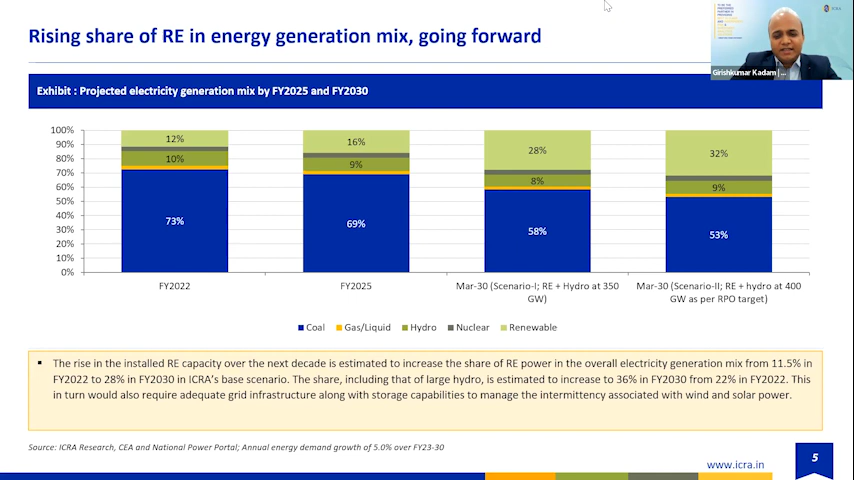 Rising share of RE in energy generation mix, going forward
ICRA
Girishkumar Kadam | ...
Exhibit : Projected electricity generation mix by FY2025 and FY2030
100%
90%
80%
70%
60%
50%
40%
30%
20%
10%
0%
12%
10%
73%
16%
9%
69%
28%
8%
58%
32%
9%
53%
FY2022
FY2025
Mar-30 (Scenario-I; RE + Hydro at 350
GW)
Mar-30 (Scenario-II; RE + hydro at 400
GW as per RPO target)
Coal
Gas/Liquid
Hydro
Nuclear
Renewable
The rise in the installed RE capacity over the next decade is estimated to increase the share of RE power in the overall electricity generation mix from 11.5% in
FY2022 to 28% in FY2030 in ICRA's base scenario. The share, including that of large hydro, is estimated to increase to 36% in FY2030 from 22% in FY2022. This
in turn would also require adequate grid infrastructure along with storage capabilities to manage the intermittency associated with wind and solar power.
Source: ICRA Research, CEA and National Power Portal; Annual energy demand growth of 5.0% over FY23-30
www.icra.in
5